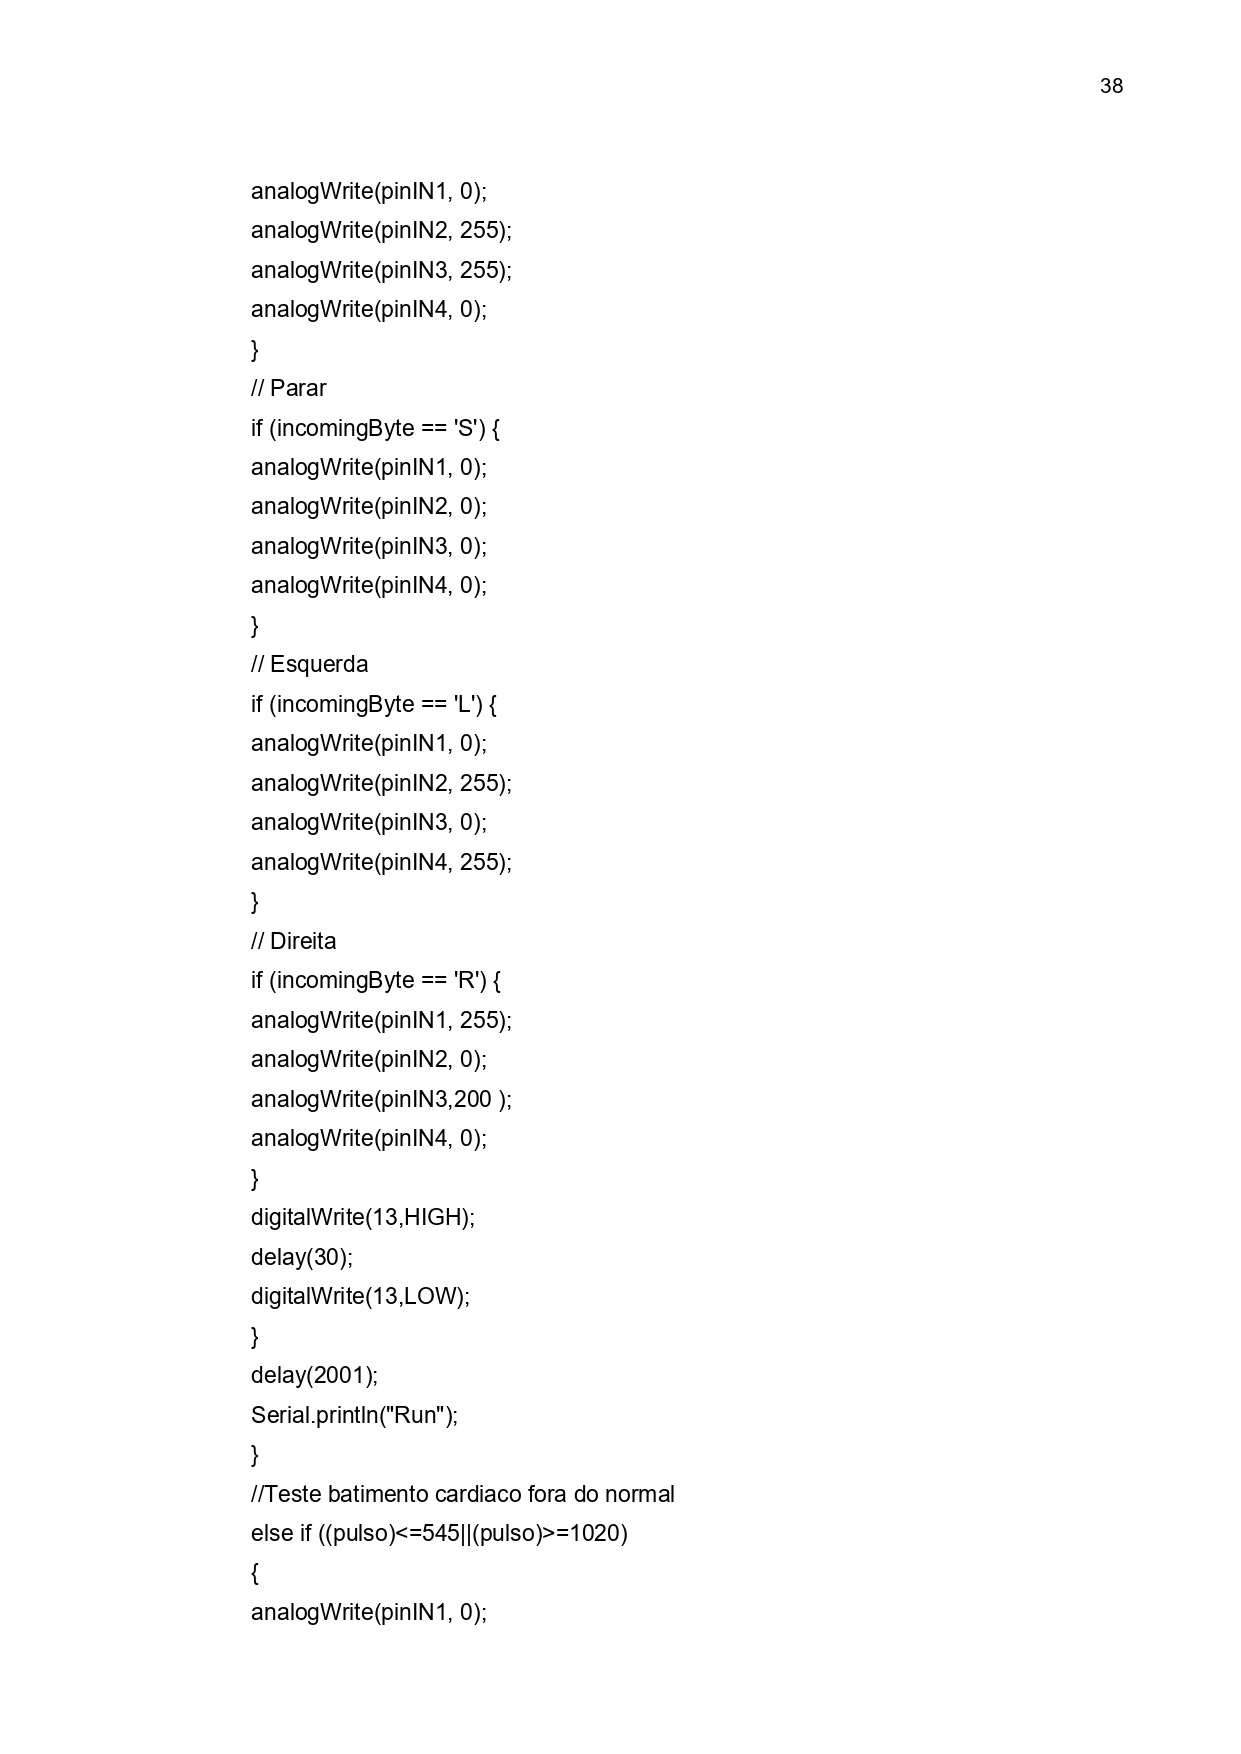 38
analogWrite(pinIN1, 0);
analogWrite(pinIN2, 255);
analogWrite(pinIN3, 255);
analogWrite(pinIN4, 0);
}
// Parar
if (incomingByte == 'S') {
analogWrite(pinIN1, 0);
analogWrite(pinIN2, 0);
analogWrite(pinIN3, 0);
analogWrite(pinIN4, 0);
}
// Esquerda
if (incomingByte == 'L') {
analogWrite(pinIN1, 0);
analogWrite(pinIN2, 255);
analogWrite(pinIN3, 0);
analogWrite(pinIN4, 255);
}
// Direita
if (incomingByte == 'R') {
analogWrite(pinIN1, 255);
analogWrite(pinIN2, 0);
analogWrite(pinIN3,200 );
analogWrite(pinIN4, 0);
}
digitalWrite(13,HIGH);
delay(30);
digitalWrite(13,LOW);
}
delay(2001);
Serial.println("Run");
}
//Teste batimento cardiaco fora do normal
else if ((pulso)<=545||(pulso)>=1020)
{
analogWrite(pinIN1, 0);